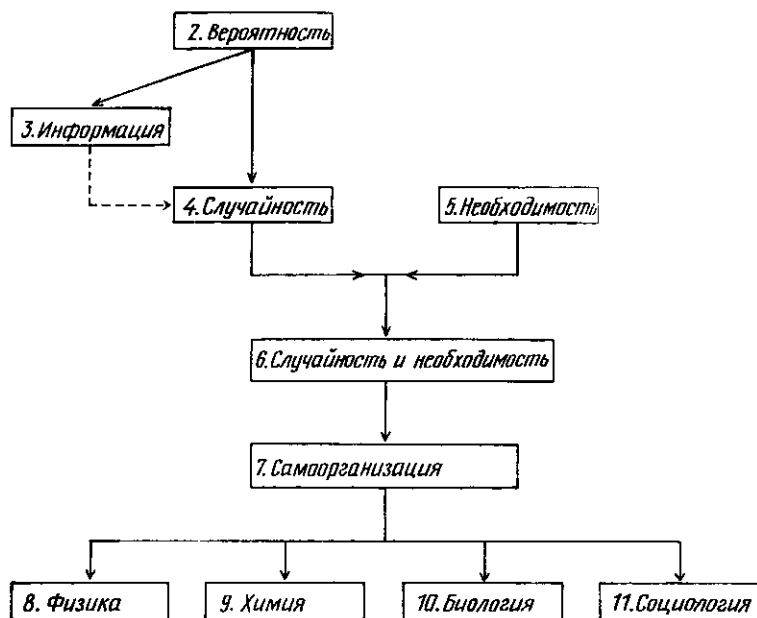 2. Вероятность
3. Информация
4. Случайность
5. Необходимость
6. Случайность и необходимость
7. Самоорганизация
8. Физика
9. Химия
10. Биология
11. Социология